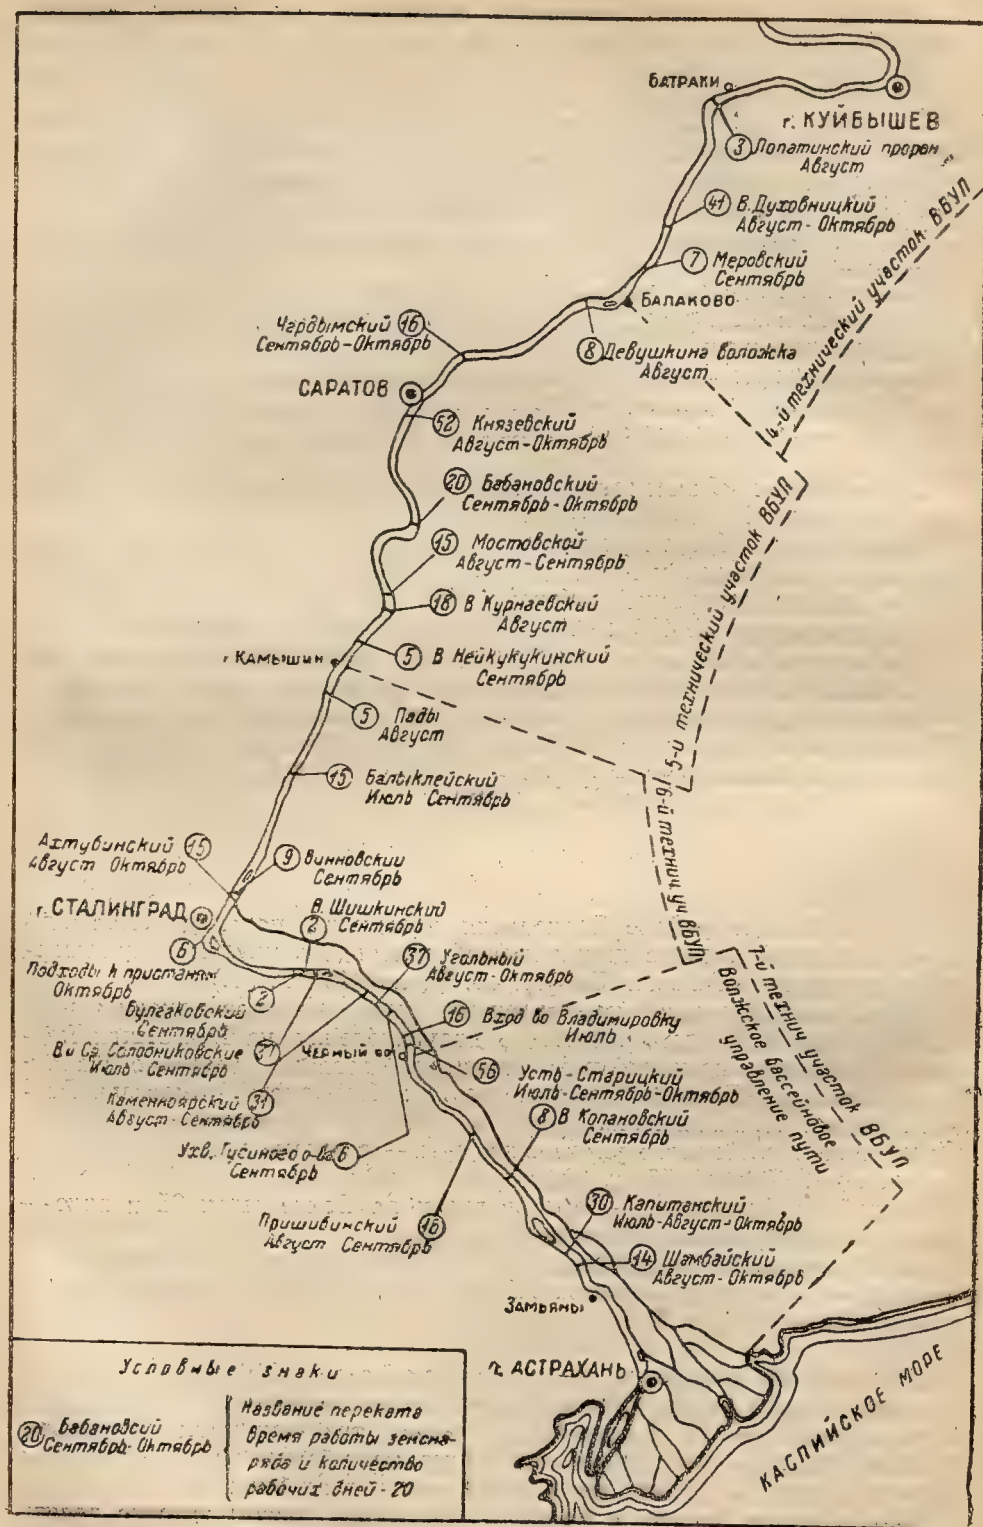 БАТРАКИ
г. КУЙБЫШЕВ
3 Лопатинский проран
Август
41 В. Духовницкий
Август - Октябрь
7 Меровский
Сентябрь
БАЛАКОВО
Чардымский 16
Сентябрь-Октябрь
8 Девушкина воложка
Август
САРАТОВ
52 Князевский
Август-Октябрь
20 Бабановский
Сентябрь-Октябрь
15 Мостовской
Август-Сентябрь
18 В Курнаевский
Август
г КАМЫШИН
5 В Нейкукукинский
Сентябрь
5 Пады
Август
15 Балыклейский
Июль Сентябрь
Ахтубинский 15
Август Октябрь
9 Винновский
Сентябрь
г. СТАЛИНГРАД
В. Шишкинский
2 Сентябрь
6
Подходы к пристаням
Октябрь
37 Угольный
Август-Октябрь
Булгаковский 2
Сентябрь
16 Вход во Владимировку
Июль
В и Ср. Солодниковские
Июль-Сентябрь
ЧЕРНЫЙ
56 Усть-Старицкий
Июль-Сентябрь-Октябрь
Каменноярский 31
Август-Сентябрь
8 В Копановский
Сентябрь
Ухв. Гусиного о-ва 6
Сентябрь
Пришибинский 16
Август Сентябрь
30 Капитанский
Июль-Август-Октябрь
14 Шамбайский
Август-Октябрь
ЗАМЬЯНЫ
г. АСТРАХАНЬ
КАСПИЙСКОЕ МОРЕ
4-й технический участок ВБУП
5-й технический участок ВБУП
6-й технич уч ВБУП
7-й технич участок ВБУП
Волжское бассейновое
управление пути
Условные знаки
20 Бабановсий
Сентябрь-Октябрь
Название переката
время работы земсна-
ряда и количество
рабочих дней - 20